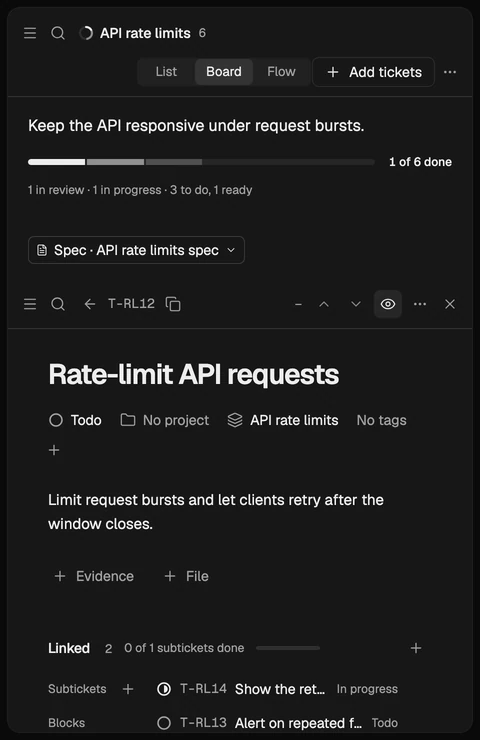 API rate limits 6
List Board Flow + Add tickets ···
Keep the API responsive under request bursts.
1 of 6 done
1 in review · 1 in progress · 3 to do, 1 ready
Spec · API rate limits spec
T-RL12
Rate-limit API requests
Todo No project API rate limits No tags
+
Limit request bursts and let clients retry after the
window closes.
+ Evidence + File
Linked 2 0 of 1 subtickets done +
Subtickets + T-RL14 Show the ret... In progress
Blocks T-RL13 Alert on repeated f... Todo